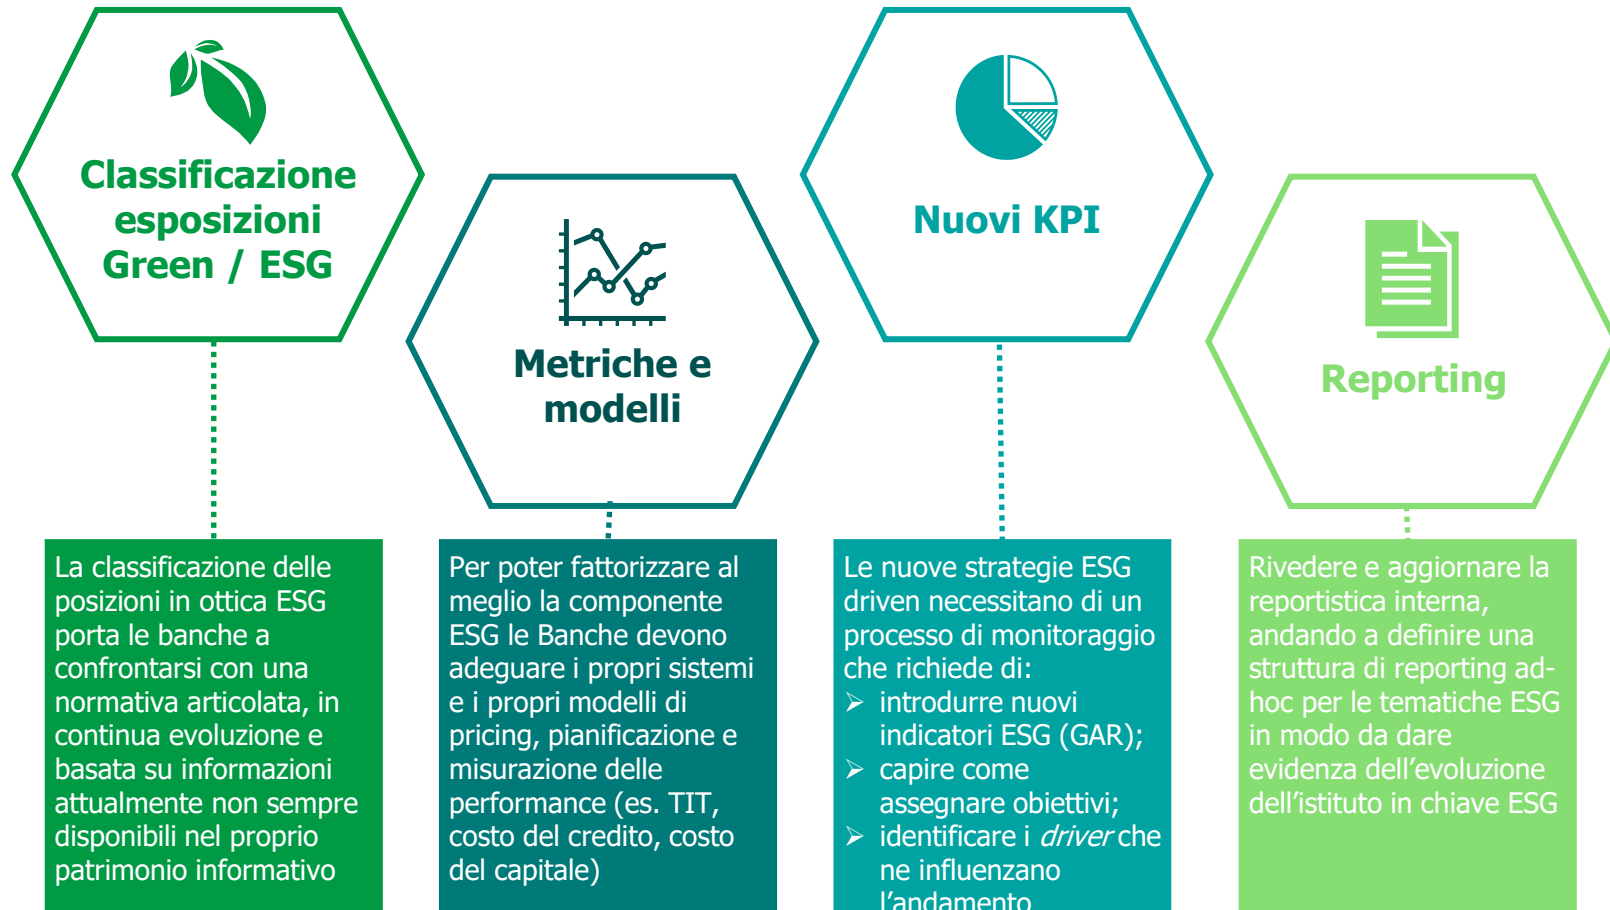 Classificazione
esposizioni
Green / ESG
Metriche e
modelli
Nuovi KPI
Reporting
La classificazione delle
posizioni in ottica ESG
porta le banche a
confrontarsi con una
normativa articolata, in
continua evoluzione e
basata su informazioni
attualmente non sempre
disponibili nel proprio
patrimonio informativo
Per poter fattorizzare al
meglio la componente
ESG le Banche devono
adeguare i propri sistemi
e i propri modelli di
pricing, pianificazione e
misurazione delle
performance (es. TIT,
costo del credito, costo
del capitale)
Le nuove strategie ESG
driven necessitano di un
processo di monitoraggio
che richiede di:
➢ introdurre nuovi
indicatori ESG (GAR);
➢ capire come
assegnare obiettivi;
➢ identificare i driver che
ne influenzano
l’andamento
Rivedere e aggiornare la
reportistica interna,
andando a definire una
struttura di reporting ad-
hoc per le tematiche ESG
in modo da dare
evidenza dell’evoluzione
dell’istituto in chiave ESG